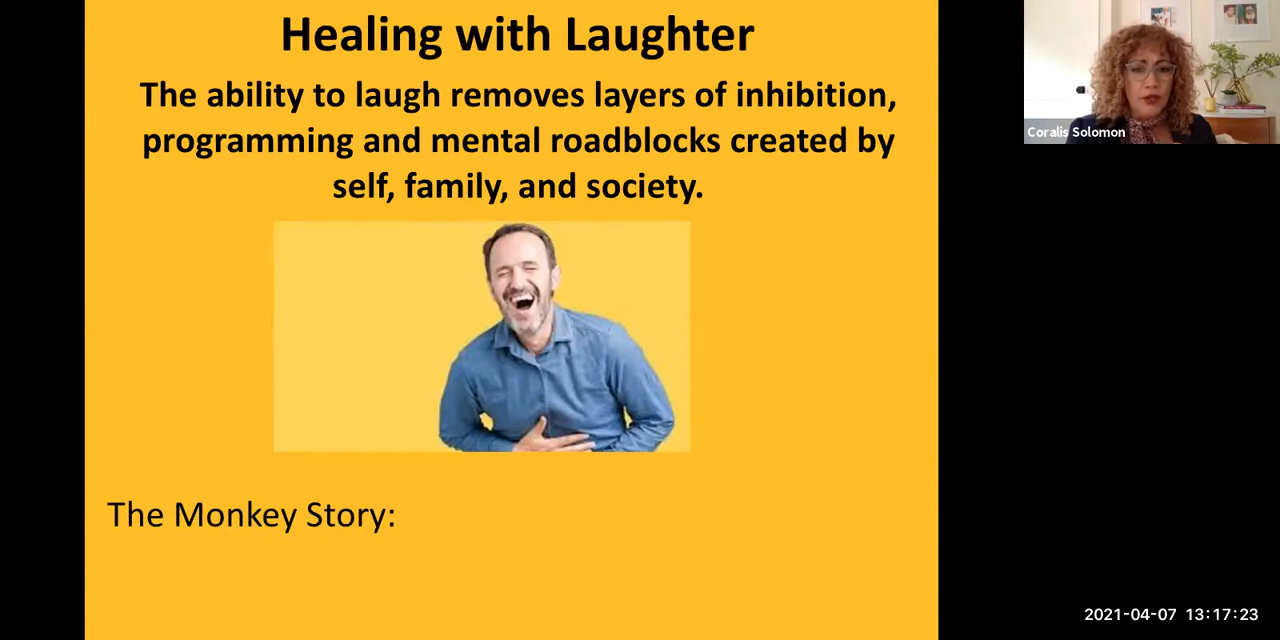 Healing with Laughter
The ability to laugh removes layers of inhibition,
programming and mental roadblocks created by
self, family, and society.
The Monkey Story:
Coralis Solomon
2021-04-07 13:17:23